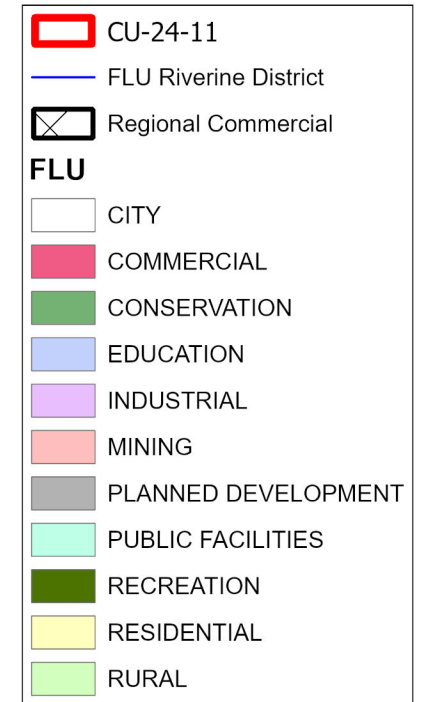 CU-24-11
FLU Riverine District
Regional Commercial
FLU
CITY
COMMERCIAL
CONSERVATION
EDUCATION
INDUSTRIAL
MINING
PLANNED DEVELOPMENT
PUBLIC FACILITIES
RECREATION
RESIDENTIAL
RURAL